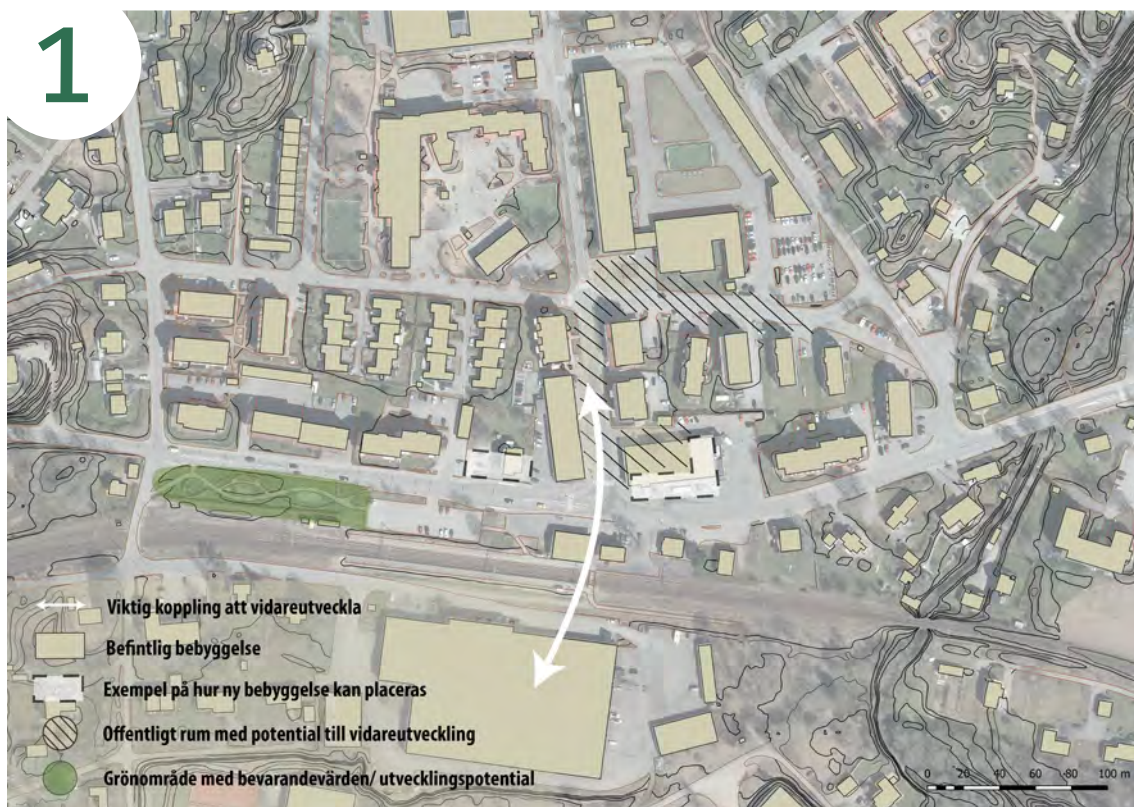 1
Viktig koppling att vidareutveckla
Befintlig bebyggelse
Exempel på hur ny bebyggelse kan placeras
Offentligt rum med potential till vidareutveckling
Grönområde med bevarandevärden/ utvecklingspotential
0 20 40 60 80 100 m